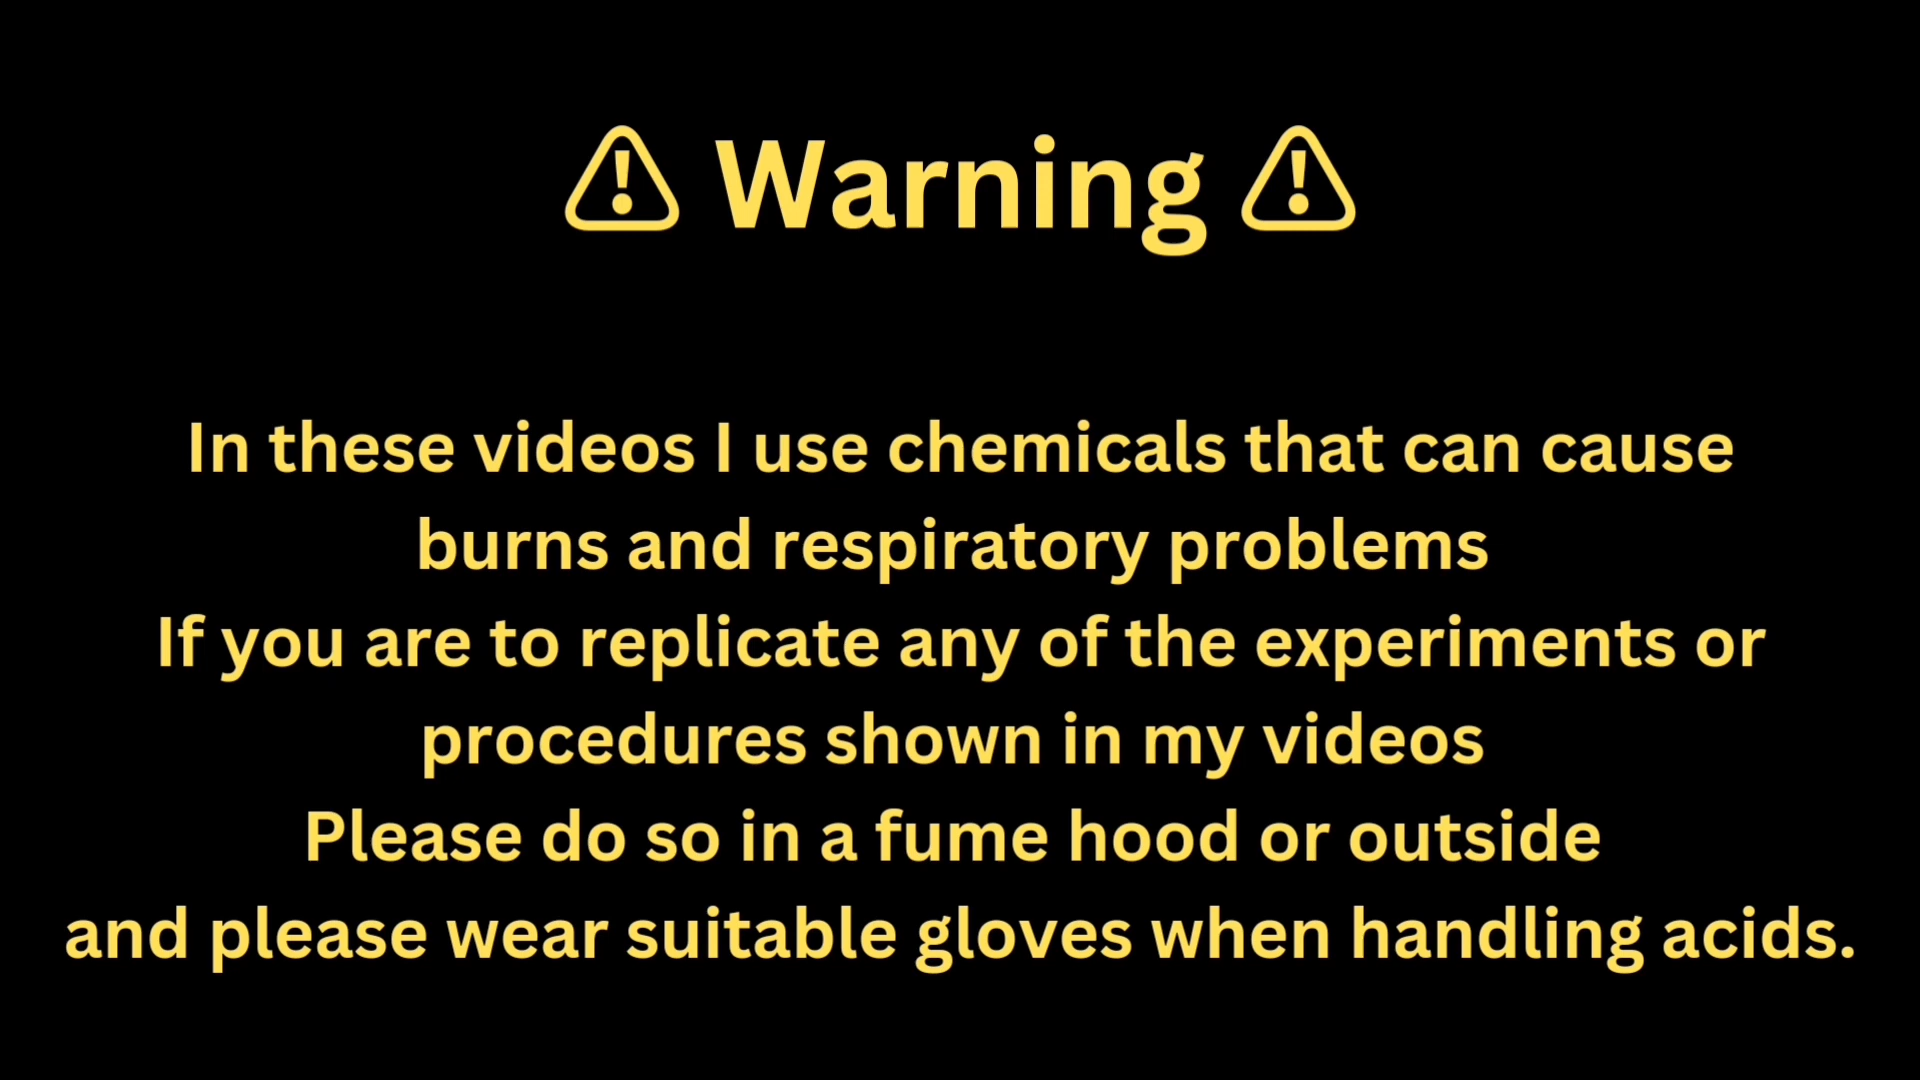 ⚠ Warning ⚠
In these videos I use chemicals that can cause
burns and respiratory problems
If you are to replicate any of the experiments or
procedures shown in my videos
Please do so in a fume hood or outside
and please wear suitable gloves when handling acids.